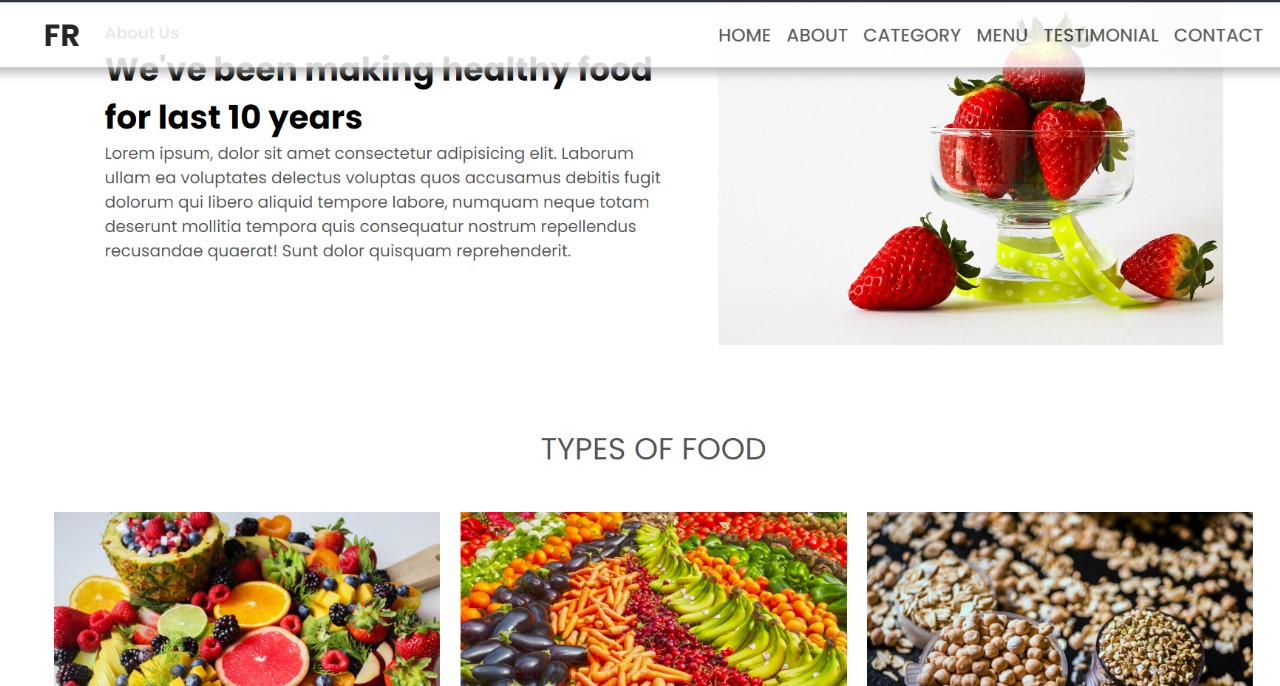 FR
HOME ABOUT CATEGORY MENU TESTIMONIAL CONTACT
About Us
We've been making healthy food
for last 10 years
Lorem ipsum, dolor sit amet consectetur adipisicing elit. Laborum
ullam ea voluptates delectus voluptas quos accusamus debitis fugit
dolorum qui libero aliquid tempore labore, numquam neque totam
deserunt mollitia tempora quis consequatur nostrum repellendus
recusandae quaerat! Sunt dolor quisquam reprehenderit.
TYPES OF FOOD